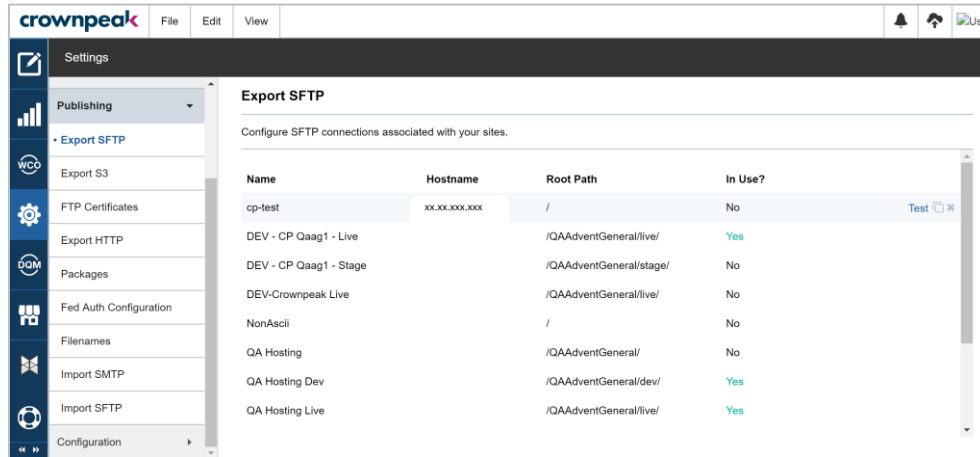 crownpeak File Edit View Us
Settings
Publishing
• Export SFTP
Export S3
FTP Certificates
Export HTTP
Packages
Fed Auth Configuration
Filenames
Import SMTP
Import SFTP
Configuration
WCO
DQM
Export SFTP
Configure SFTP connections associated with your sites.
Name Hostname Root Path In Use?
cp-test xx.xx.xxx.xxx / No Test
DEV - CP Qaag1 - Live /QAAdventGeneral/live/ Yes
DEV - CP Qaag1 - Stage /QAAdventGeneral/stage/ No
DEV-Crownpeak Live /QAAdventGeneral/live/ No
NonAscii / No
QA Hosting /QAAdventGeneral/ No
QA Hosting Dev /QAAdventGeneral/dev/ Yes
QA Hosting Live /QAAdventGeneral/live/ Yes